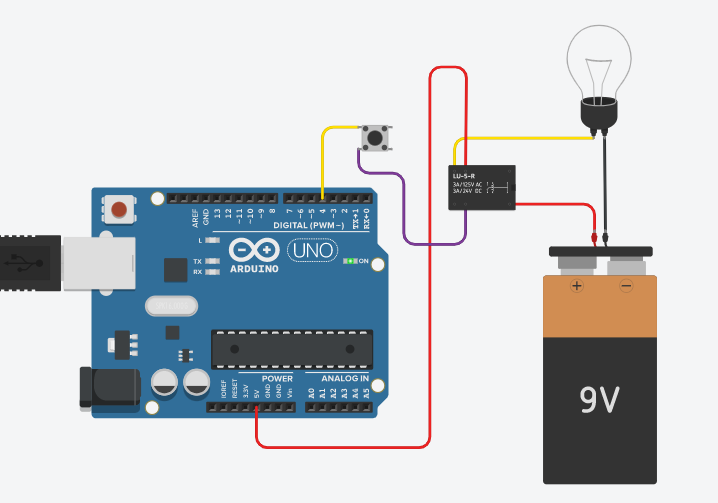 LU-5-R
3A/125V AC
3A/24V DC
AREF
GND
13
12
~11
~10
~9
8
7
~6
~5
4
~3
2
TX→1
RX←0
DIGITAL (PWM~)
L
TX
RX
UNO
ARDUINO
ON
+
−
POWER
ANALOG IN
IOREF
RESET
3.3V
5V
GND
GND
Vin
A0
A1
A2
A3
A4
A5
9V